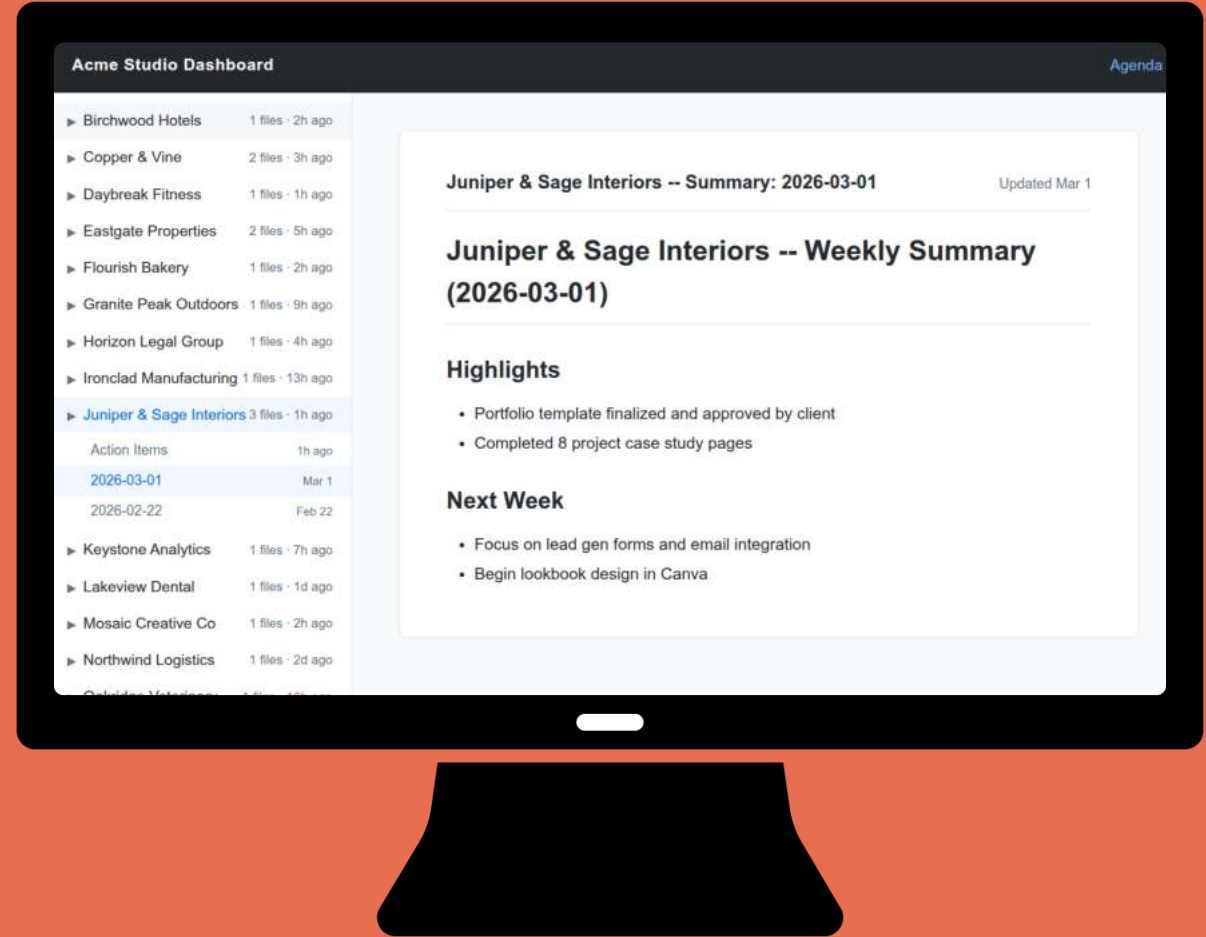 Acme Studio Dashboard
Agenda
▶ Birchwood Hotels 1 files · 2h ago
▶ Copper & Vine 2 files · 3h ago
▶ Daybreak Fitness 1 files · 1h ago
▶ Eastgate Properties 2 files · 5h ago
▶ Flourish Bakery 1 files · 2h ago
▶ Granite Peak Outdoors 1 files · 9h ago
▶ Horizon Legal Group 1 files · 4h ago
▶ Ironclad Manufacturing 1 files · 13h ago
▶ Juniper & Sage Interiors 3 files · 1h ago
Action Items 1h ago
2026-03-01 Mar 1
2026-02-22 Feb 22
▶ Keystone Analytics 1 files · 7h ago
▶ Lakeview Dental 1 files · 1d ago
▶ Mosaic Creative Co 1 files · 2h ago
▶ Northwind Logistics 1 files · 2d ago
Juniper & Sage Interiors -- Summary: 2026-03-01 Updated Mar 1
Juniper & Sage Interiors -- Weekly Summary
(2026-03-01)
Highlights
• Portfolio template finalized and approved by client
• Completed 8 project case study pages
Next Week
• Focus on lead gen forms and email integration
• Begin lookbook design in Canva